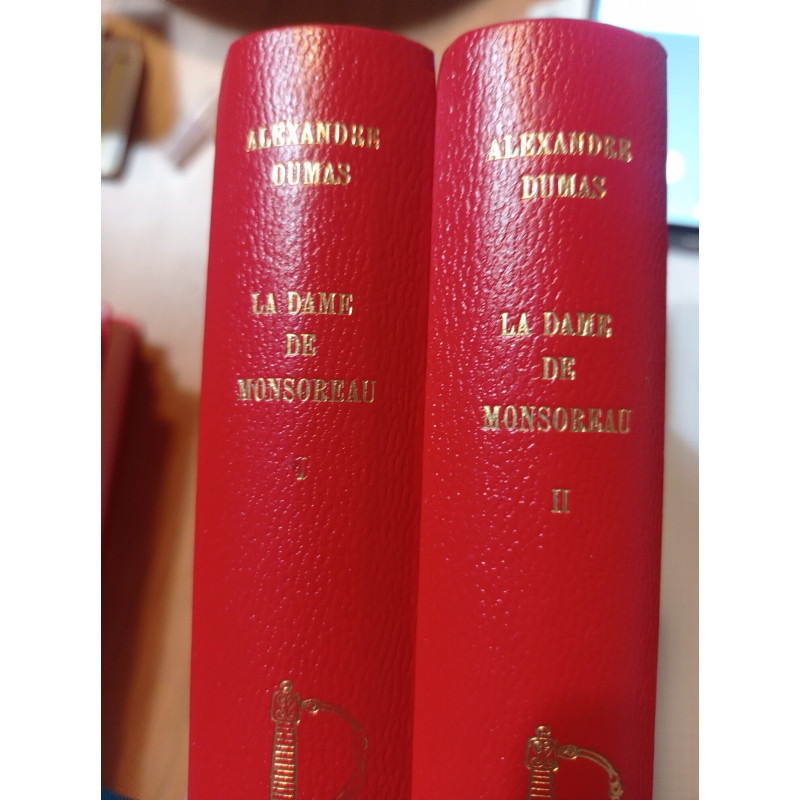 ALEXANDRE
DUMAS
LA DAME
DE
MONSOREAU
I
ALEXANDRE
DUMAS
LA DAME
DE
MONSOREAU
II